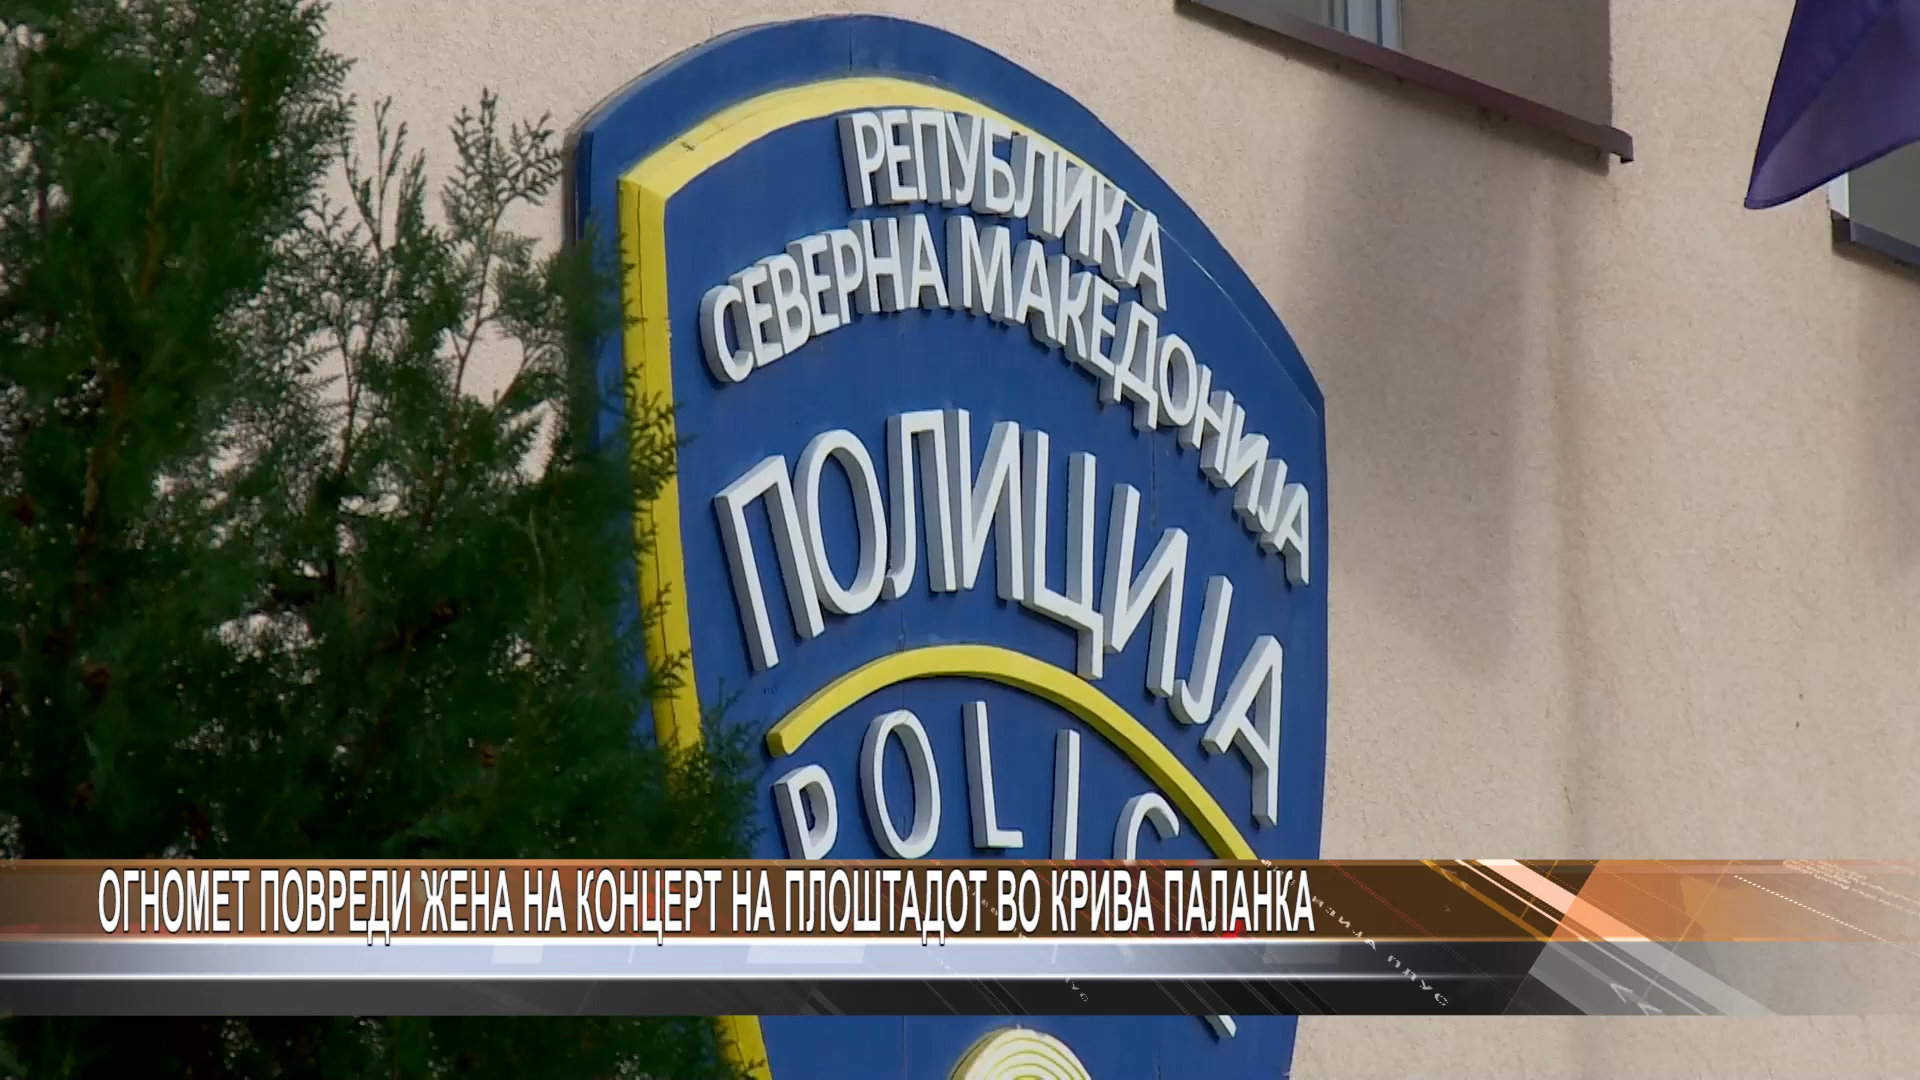 РЕПУБЛИКА
СЕВЕРНА МАКЕДОНИЈА
ПОЛИЦИЈА
POLIC
ОГНОМЕТ ПОВРЕДИ ЖЕНА НА КОНЦЕРТ НА ПЛОШТАДОТ ВО КРИВА ПАЛАНКА